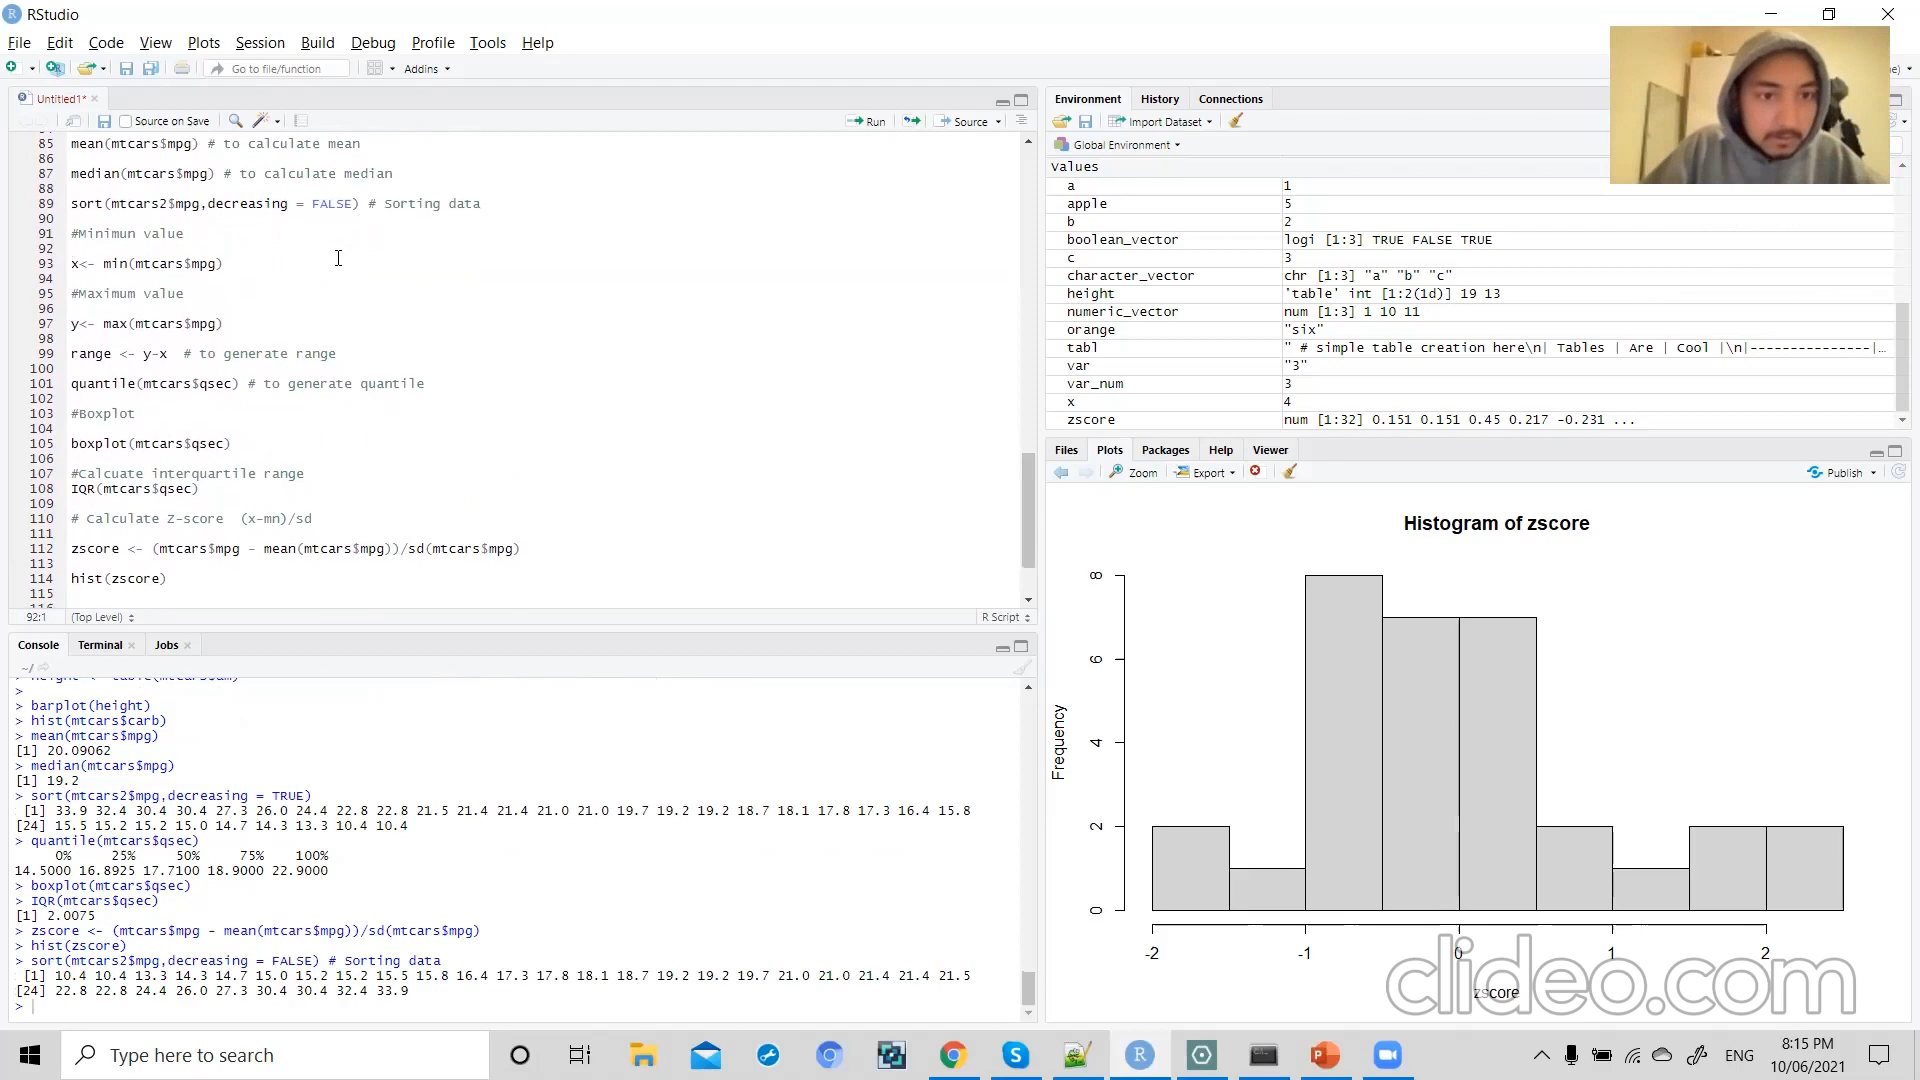 RStudio
File Edit Code View Plots Session Build Debug Profile Tools Help
Go to file/function Addins
Untitled1*
Source on Save Run Source
85 mean(mtcars$mpg) # to calculate mean
86
87 median(mtcars$mpg) # to calculate median
88
89 sort(mtcars2$mpg,decreasing = FALSE) # Sorting data
90
91 #Minimun value
92
93 x<- min(mtcars$mpg)
94
95 #Maximum value
96
97 y<- max(mtcars$mpg)
98
99 range <- y-x # to generate range
100
101 quantile(mtcars$qsec) # to generate quantile
102
103 #Boxplot
104
105 boxplot(mtcars$qsec)
106
107 #Calcuate interquartile range
108 IQR(mtcars$qsec)
109
110 # Calculate Z-score (x-mn)/sd
111
112 zscore <- (mtcars$mpg - mean(mtcars$mpg))/sd(mtcars$mpg)
113
114 hist(zscore)
115
92:1 (Top Level) R Script
Console Terminal Jobs
~/
>
> barplot(height)
> hist(mtcars$carb)
> mean(mtcars$mpg)
[1] 20.09062
> median(mtcars$mpg)
[1] 19.2
> sort(mtcars2$mpg,decreasing = TRUE)
[1] 33.9 32.4 30.4 30.4 27.3 26.0 24.4 22.8 22.8 21.5 21.4 21.4 21.0 21.0 19.7 19.2 19.2 18.7 18.1 17.8 17.3 16.4 15.8
[24] 15.5 15.2 15.2 15.0 14.7 14.3 13.3 10.4 10.4
> quantile(mtcars$qsec)
0% 25% 50% 75% 100%
14.5000 16.8925 17.7100 18.9000 22.9000
> boxplot(mtcars$qsec)
> IQR(mtcars$qsec)
[1] 2.0075
> zscore <- (mtcars$mpg - mean(mtcars$mpg))/sd(mtcars$mpg)
> hist(zscore)
> sort(mtcars2$mpg,decreasing = FALSE) # Sorting data
[1] 10.4 10.4 13.3 14.3 14.7 15.0 15.2 15.2 15.5 15.8 16.4 17.3 17.8 18.1 18.7 19.2 19.2 19.7 21.0 21.0 21.4 21.4 21.5
[24] 22.8 22.8 24.4 26.0 27.3 30.4 30.4 32.4 33.9
>
Environment History Connections
Import Dataset
Global Environment
Values
a 1
apple 5
b 2
boolean_vector logi [1:3] TRUE FALSE TRUE
c 3
character_vector chr [1:3] "a" "b" "c"
height 'table' int [1:2(1d)] 19 13
numeric_vector num [1:3] 1 10 11
orange "six"
tabl " # simple table creation here\n| Tables | Are | Cool |\n|---------------|…
var "3"
var_num 3
x 4
zscore num [1:32] 0.151 0.151 0.45 0.217 -0.231 ...
Files Plots Packages Help Viewer
Zoom Export Publish
Histogram of zscore
8
6
4
2
0
Frequency
-2 -1 0 1 2
zscore
clideo.com
Type here to search
ENG
8:15 PM
10/06/2021